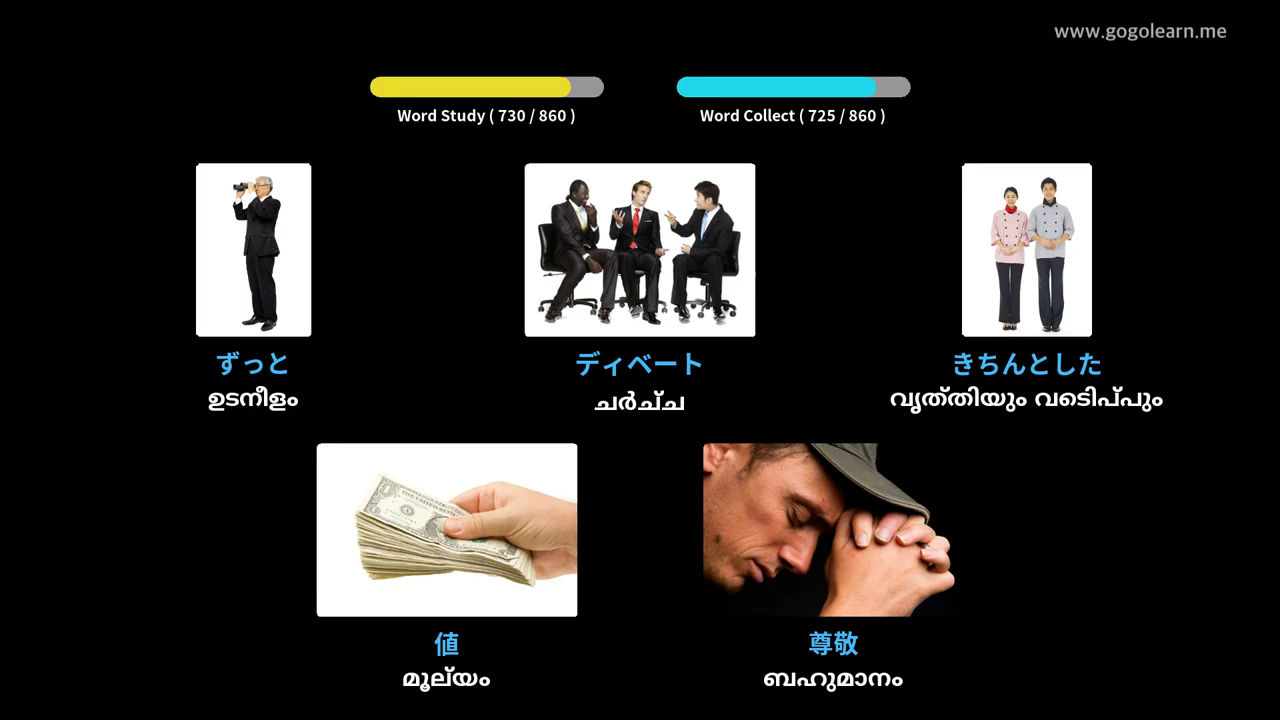 www.gogolearn.me
Word Study ( 730 / 860 )
Word Collect ( 725 / 860 )
ずっと
ഉടനീളം
ディベート
ചർച്ച
きちんとした
വൃത്തിയും വടെിപ്പും
値
മൂല്യം
尊敬
ബഹുമാനം